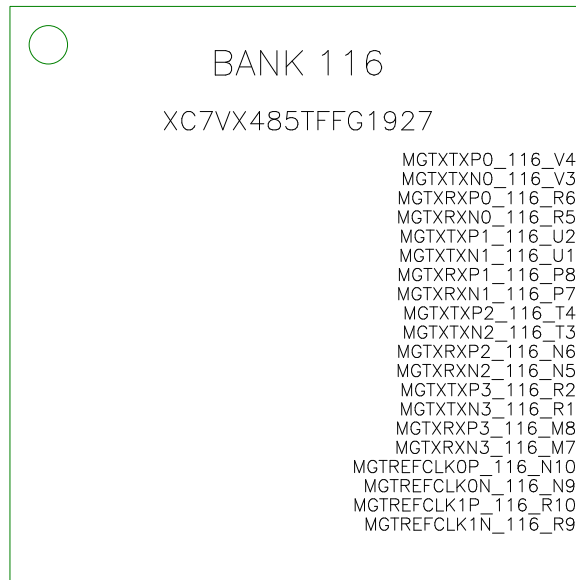 BANK 116
XC7VX485TFFG1927
MGTXTXP0_116_V4
MGTXTXN0_116_V3
MGTXRXP0_116_R6
MGTXRXN0_116_R5
MGTXTXP1_116_U2
MGTXTXN1_116_U1
MGTXRXP1_116_P8
MGTXRXN1_116_P7
MGTXTXP2_116_T4
MGTXTXN2_116_T3
MGTXRXP2_116_N6
MGTXRXN2_116_N5
MGTXTXP3_116_R2
MGTXTXN3_116_R1
MGTXRXP3_116_M8
MGTXRXN3_116_M7
MGTREFCLK0P_116_N10
MGTREFCLK0N_116_N9
MGTREFCLK1P_116_R10
MGTREFCLK1N_116_R9